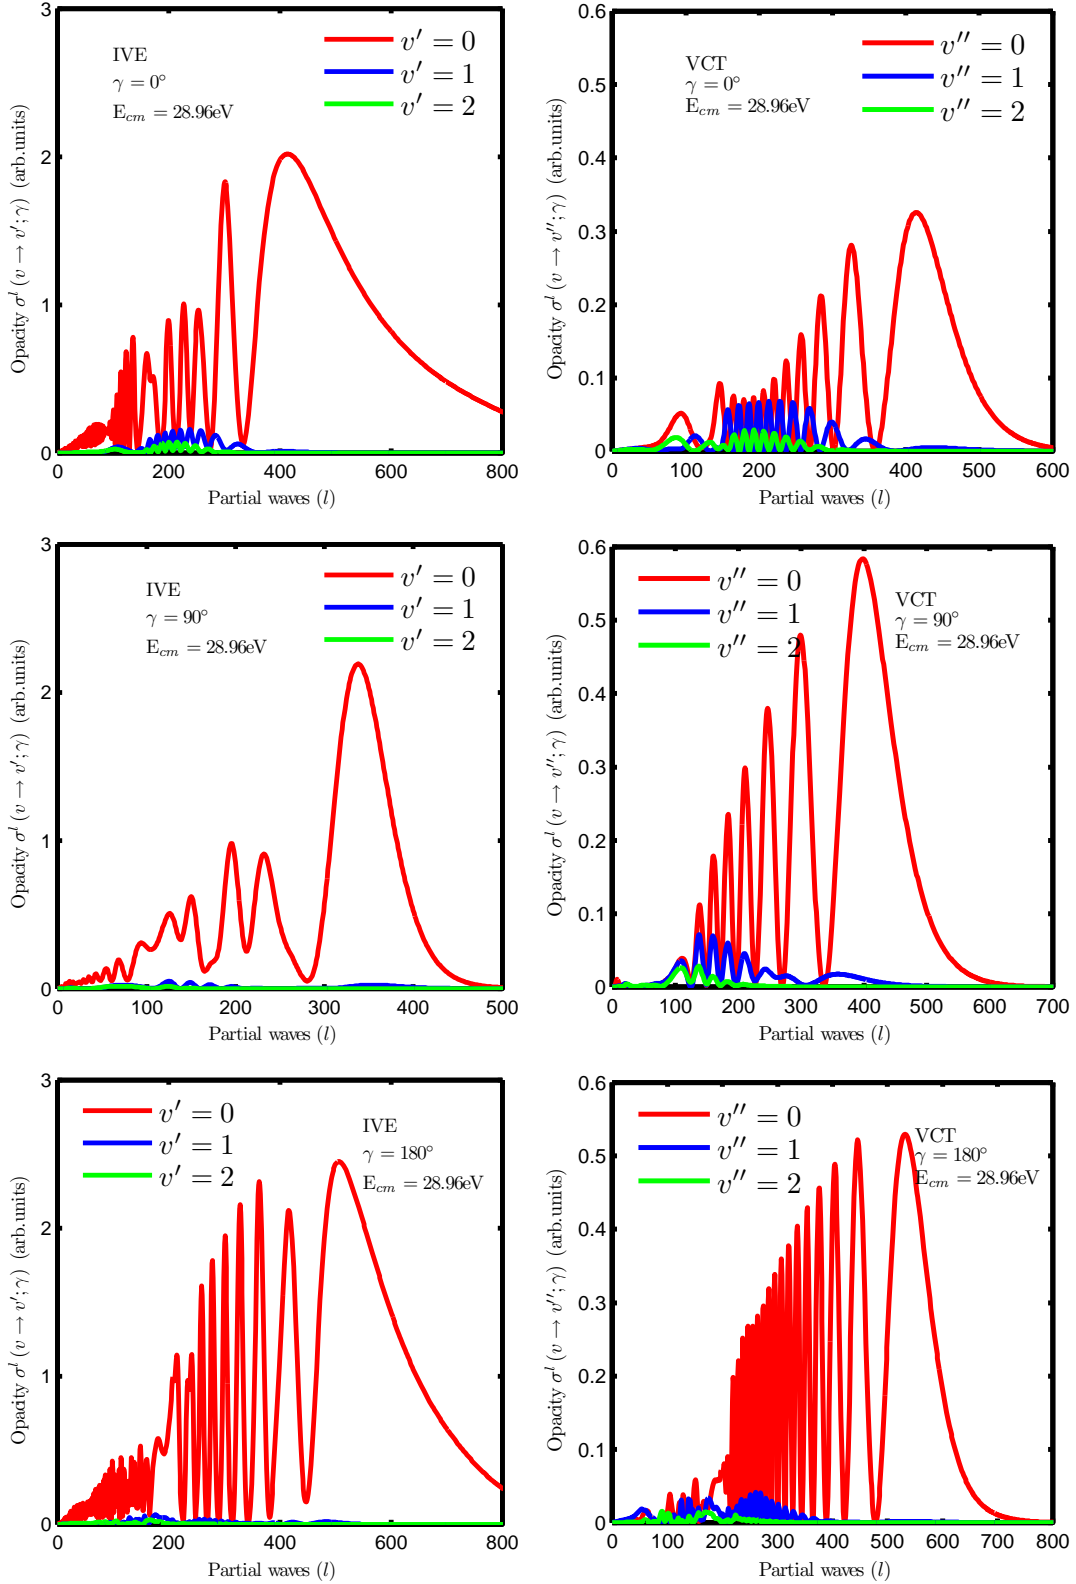 IVE
γ = 0°
E_cm = 28.96eV
v′ = 0
v′ = 1
v′ = 2
Opacity σ^l (v → v′; γ) (arb.units)
3
2
1
0
0 200 400 600 800
Partial waves (l)
VCT
γ = 0°
E_cm = 28.96eV
v″ = 0
v″ = 1
v″ = 2
Opacity σ^l (v → v″; γ) (arb.units)
0.6
0.5
0.4
0.3
0.2
0.1
0
0 100 200 300 400 500 600
Partial waves (l)
IVE
γ = 90°
E_cm = 28.96eV
v′ = 0
v′ = 1
v′ = 2
Opacity σ^l (v → v′; γ) (arb.units)
3
2
1
0
0 100 200 300 400 500
Partial waves (l)
v″ = 0
v″ = 1
v″ = 2
VCT
γ = 90°
E_cm = 28.96eV
Opacity σ^l (v → v″; γ) (arb.units)
0.6
0.5
0.4
0.3
0.2
0.1
0
0 100 200 300 400 500 600 700
Partial waves (l)
v′ = 0
v′ = 1
v′ = 2
IVE
γ = 180°
E_cm = 28.96eV
Opacity σ^l (v → v′; γ) (arb.units)
3
2
1
0
0 200 400 600 800
Partial waves (l)
v″ = 0
v″ = 1
v″ = 2
VCT
γ = 180°
E_cm = 28.96eV
Opacity σ^l (v → v″; γ) (arb.units)
0.6
0.5
0.4
0.3
0.2
0.1
0
0 100 200 300 400 500 600 700 800
Partial waves (l)